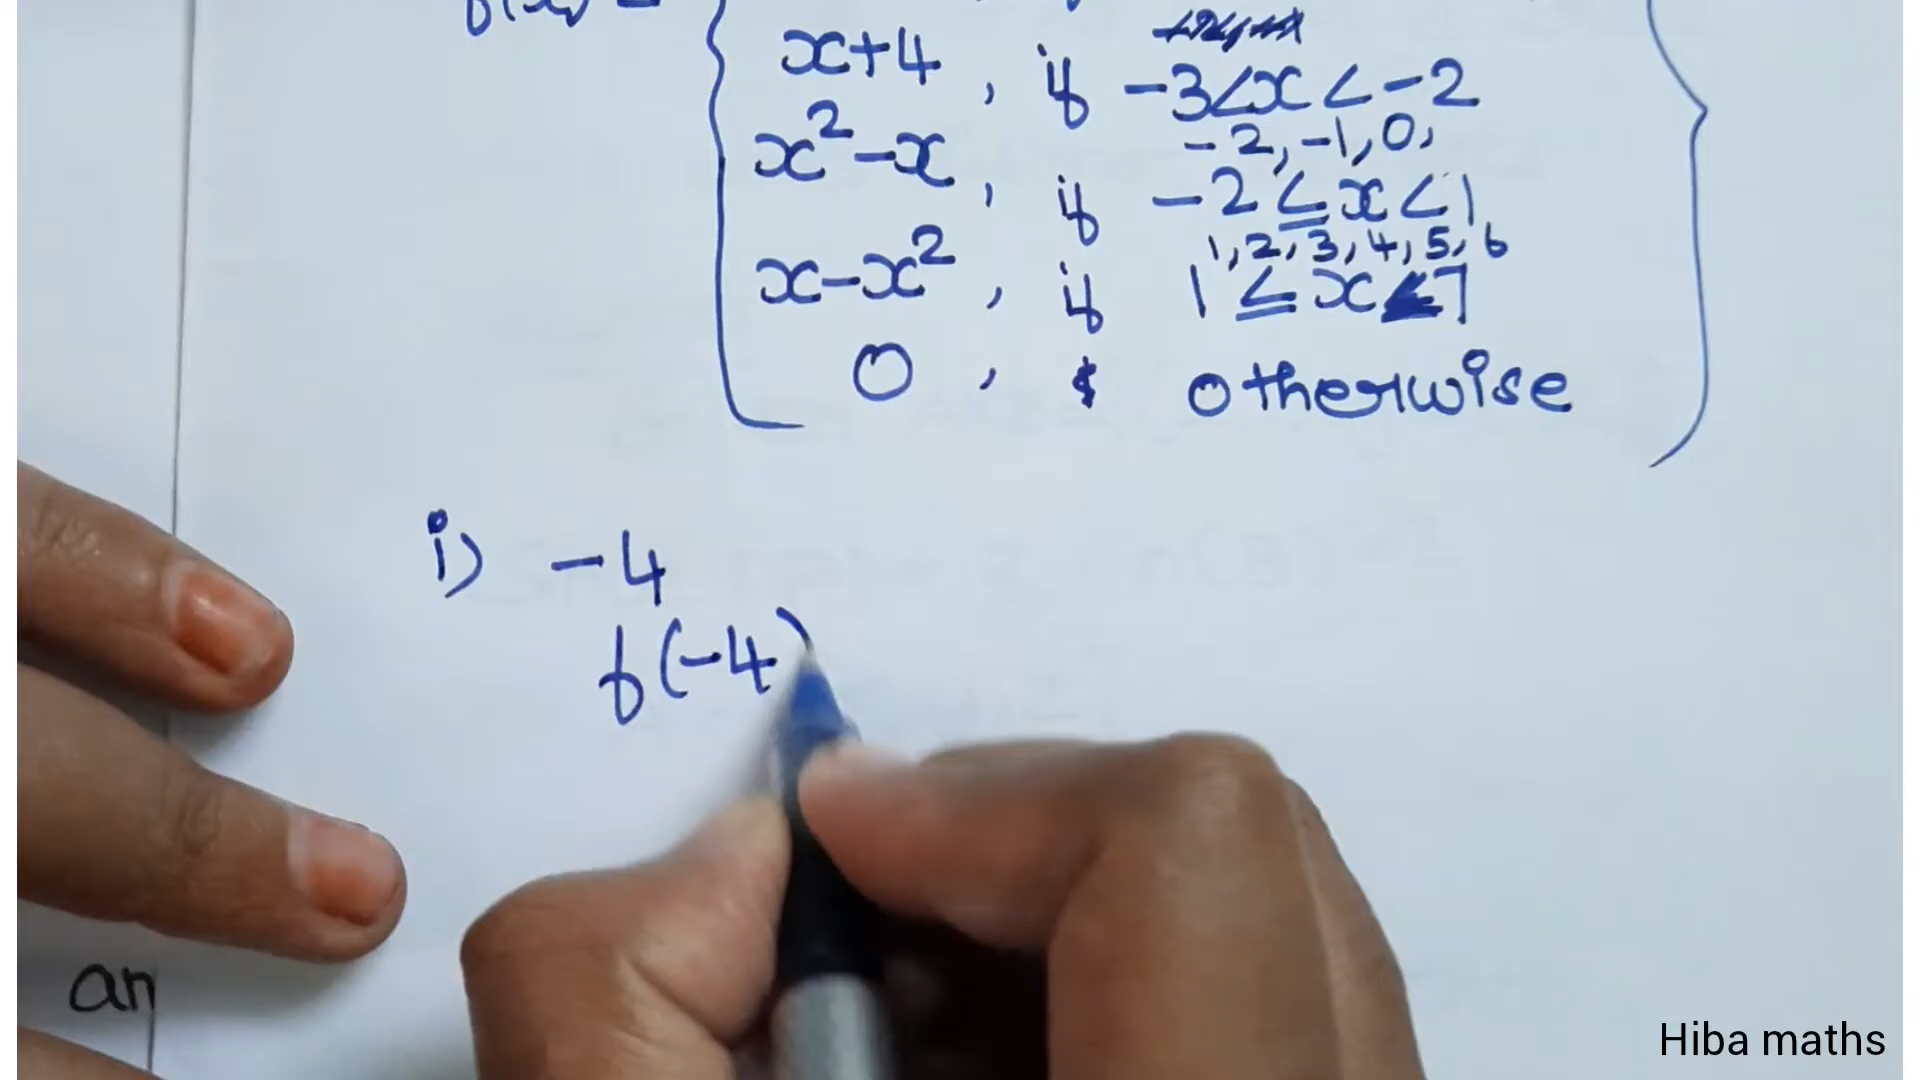 x+4 , if -3<x<-2
-2, -1, 0,
x²-x , if -2≤x<1
1, 2, 3, 4, 5, 6
x-x² , if 1≤x<7
0 , otherwise
i) -4
f(-4)
an
Hiba maths